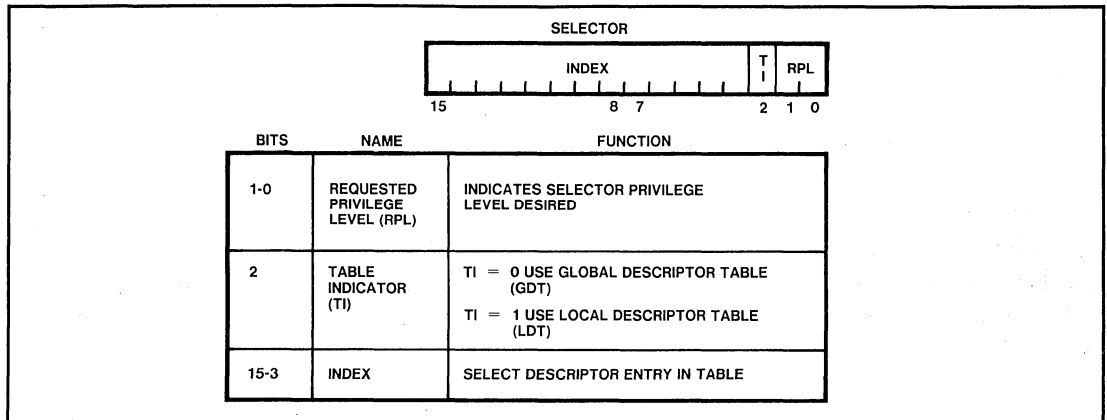 SELECTOR
INDEX
TI
RPL
15 8 7 2 1 0
BITS NAME FUNCTION
1-0 REQUESTED PRIVILEGE LEVEL (RPL) INDICATES SELECTOR PRIVILEGE LEVEL DESIRED
2 TABLE INDICATOR (TI) TI = 0 USE GLOBAL DESCRIPTOR TABLE (GDT)
TI = 1 USE LOCAL DESCRIPTOR TABLE (LDT)
15-3 INDEX SELECT DESCRIPTOR ENTRY IN TABLE